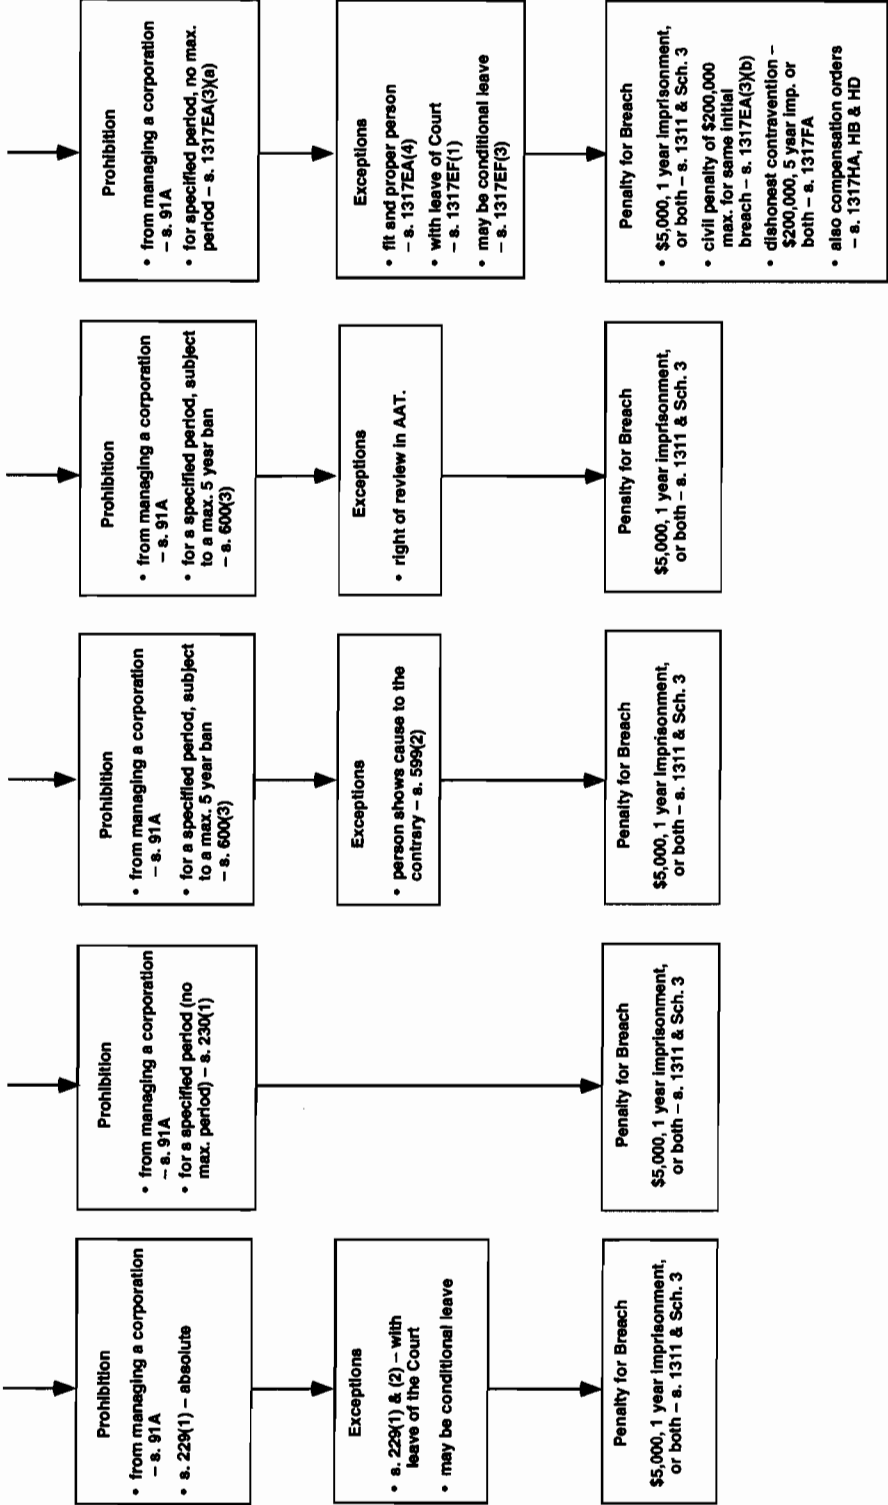 Prohibition
• from managing a corporation
– s. 91A
• s. 229(1) – absolute
Exceptions
• s. 229(1) & (2) – with
leave of the Court
• may be conditional leave
Penalty for Breach
$5,000, 1 year imprisonment,
or both – s. 1311 & Sch. 3
Prohibition
• from managing a corporation
– s. 91A
• for a specified period (no
max. period) – s. 230(1)
Penalty for Breach
$5,000, 1 year imprisonment,
or both – s. 1311 & Sch. 3
Prohibition
• from managing a corporation
– s. 91A
• for a specified period, subject
to a max. 5 year ban
– s. 600(3)
Exceptions
• person shows cause to the
contrary – s. 599(2)
Penalty for Breach
$5,000, 1 year imprisonment,
or both – s. 1311 & Sch. 3
Prohibition
• from managing a corporation
– s. 91A
• for a specified period, subject
to a max. 5 year ban
– s. 600(3)
Exceptions
• right of review in AAT.
Penalty for Breach
$5,000, 1 year imprisonment,
or both – s. 1311 & Sch. 3
Prohibition
• from managing a corporation
– s. 91A
• for specified period, no max.
period – s. 1317EA(3)(a)
Exceptions
• fit and proper person
– s. 1317EA(4)
• with leave of Court
– s. 1317EF(1)
• may be conditional leave
– s. 1317EF(3)
Penalty for Breach
• $5,000, 1 year imprisonment,
or both – s. 1311 & Sch. 3
• civil penalty of $200,000
max. for same initial
breach – s. 1317EA(3)(b)
• dishonest contravention –
$200,000, 5 year imp. or
both – s. 1317FA
• also compensation orders
– s. 1317HA, HB & HD